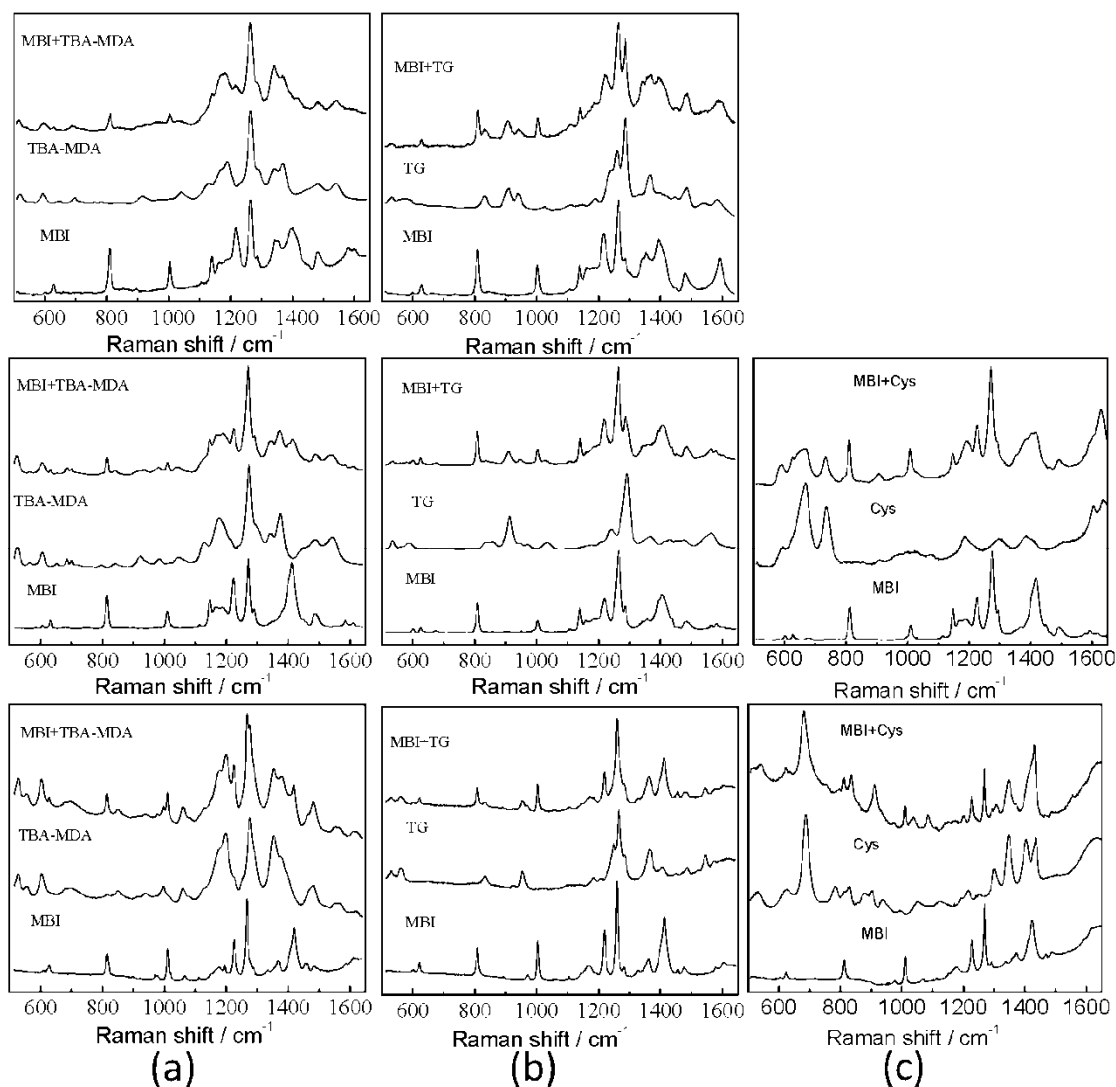 MBI+TBA-MDA
TBA-MDA
MBI
600 800 1000 1200 1400 1600
Raman shift / cm⁻¹
MBI+TG
TG
MBI
600 800 1000 1200 1400 1600
Raman shift / cm⁻¹
MBI+TBA-MDA
TBA-MDA
MBI
600 800 1000 1200 1400 1600
Raman shift / cm⁻¹
MBI+TG
TG
MBI
600 800 1000 1200 1400 1600
Raman shift / cm⁻¹
MBI+Cys
Cys
MBI
600 800 1000 1200 1400 1600
Raman shift / cm⁻¹
MBI+TBA-MDA
TBA-MDA
MBI
600 800 1000 1200 1400 1600
Raman shift / cm⁻¹
MBI+TG
TG
MBI
600 800 1000 1200 1400 1600
Raman shift / cm⁻¹
MBI+Cys
Cys
MBI
600 800 1000 1200 1400 1600
Raman shift / cm⁻¹
(a) (b) (c)